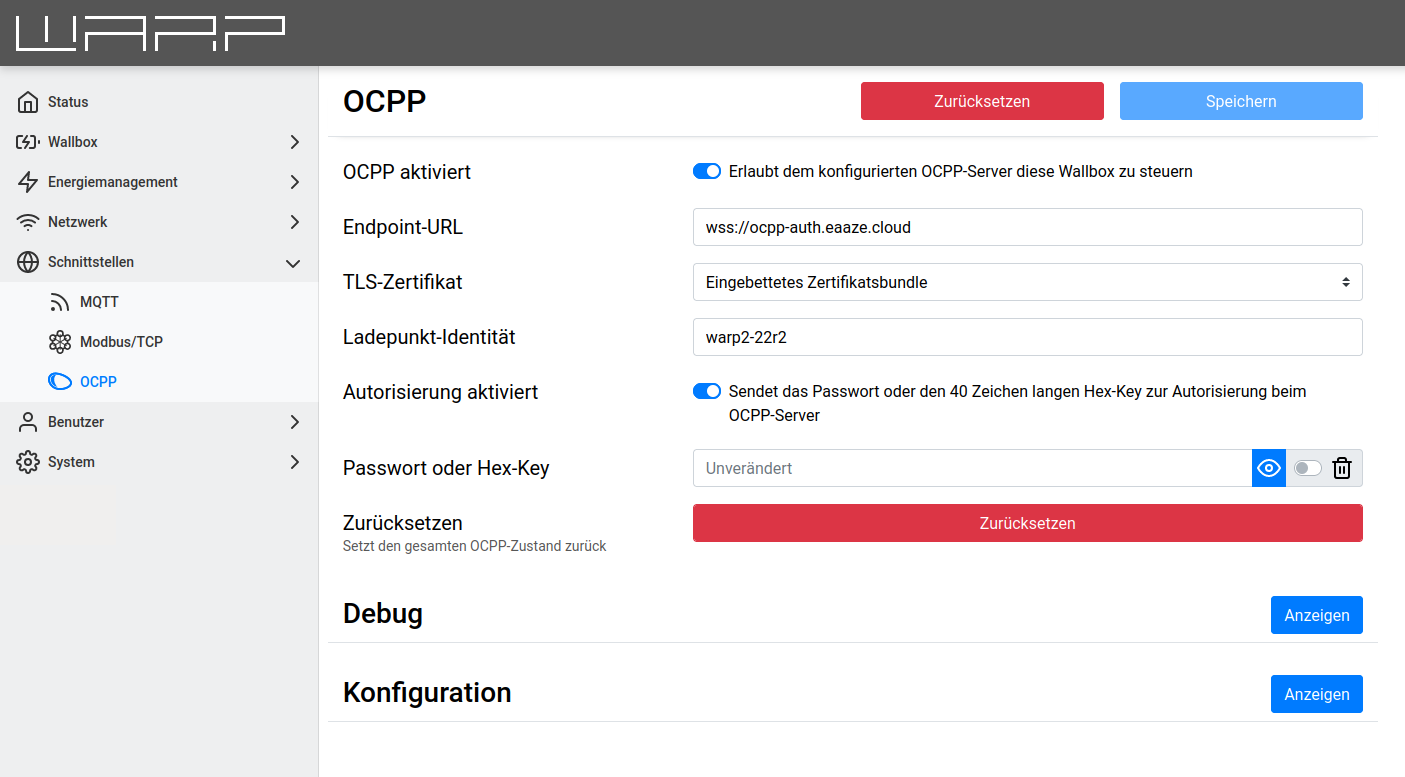 WARP
Status
Wallbox
Energiemanagement
Netzwerk
Schnittstellen
MQTT
Modbus/TCP
OCPP
Benutzer
System
OCPP
Zurücksetzen
Speichern
OCPP aktiviert
Erlaubt dem konfigurierten OCPP-Server diese Wallbox zu steuern
Endpoint-URL
wss://ocpp-auth.eaaze.cloud
TLS-Zertifikat
Eingebettetes Zertifikatsbundle
Ladepunkt-Identität
warp2-22r2
Autorisierung aktiviert
Sendet das Passwort oder den 40 Zeichen langen Hex-Key zur Autorisierung beim
OCPP-Server
Passwort oder Hex-Key
Unverändert
Zurücksetzen
Setzt den gesamten OCPP-Zustand zurück
Zurücksetzen
Debug
Anzeigen
Konfiguration
Anzeigen